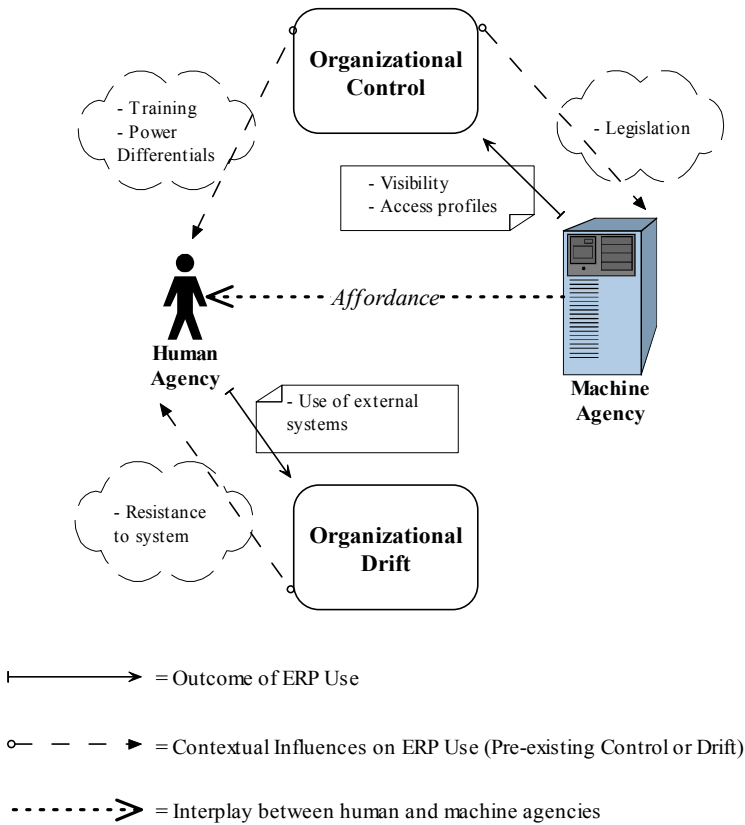 Organizational
Control
- Training
- Power
Differentials
- Legislation
- Visibility
- Access profiles
Affordance
Human
Agency
Machine
Agency
- Use of external
systems
- Resistance
to system
Organizational
Drift
= Outcome of ERP Use
= Contextual Influences on ERP Use (Pre-existing Control or Drift)
= Interplay between human and machine agencies